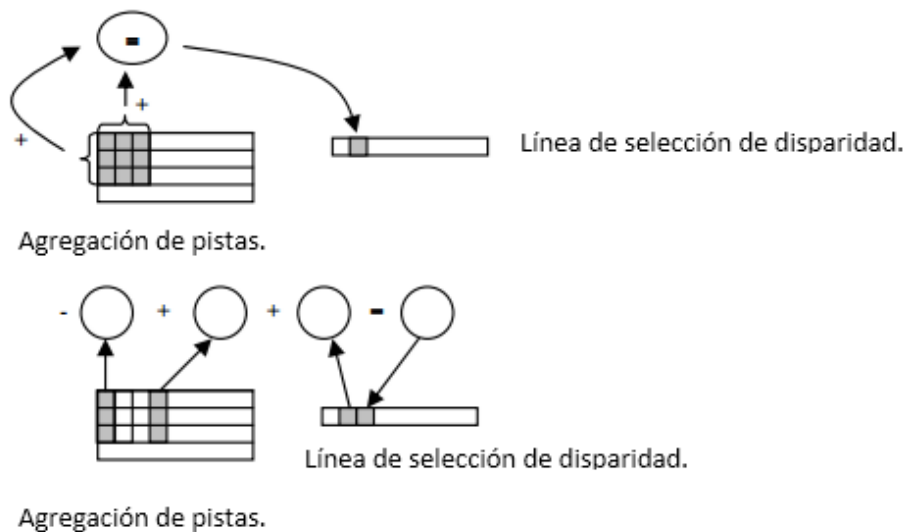 =
+
+
Línea de selección de disparidad.
Agregación de pistas.
- + + =
Línea de selección de disparidad.
Agregación de pistas.